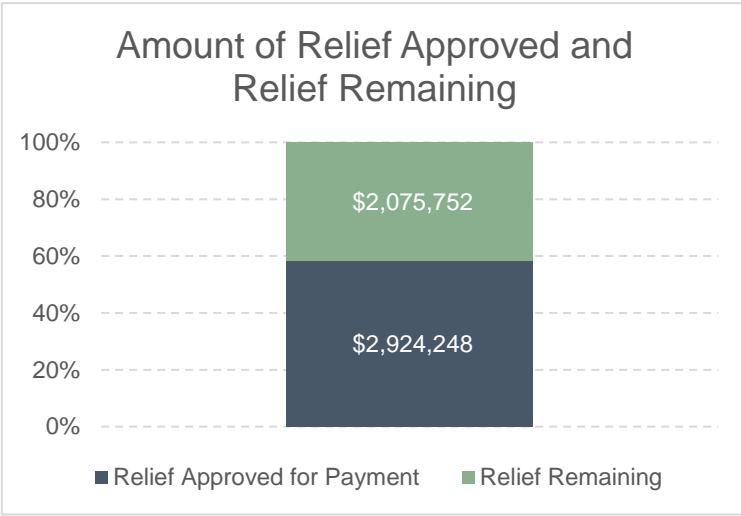 Amount of Relief Approved and
Relief Remaining
100%
80%
60%
40%
20%
0%
$2,075,752
$2,924,248
Relief Approved for Payment
Relief Remaining